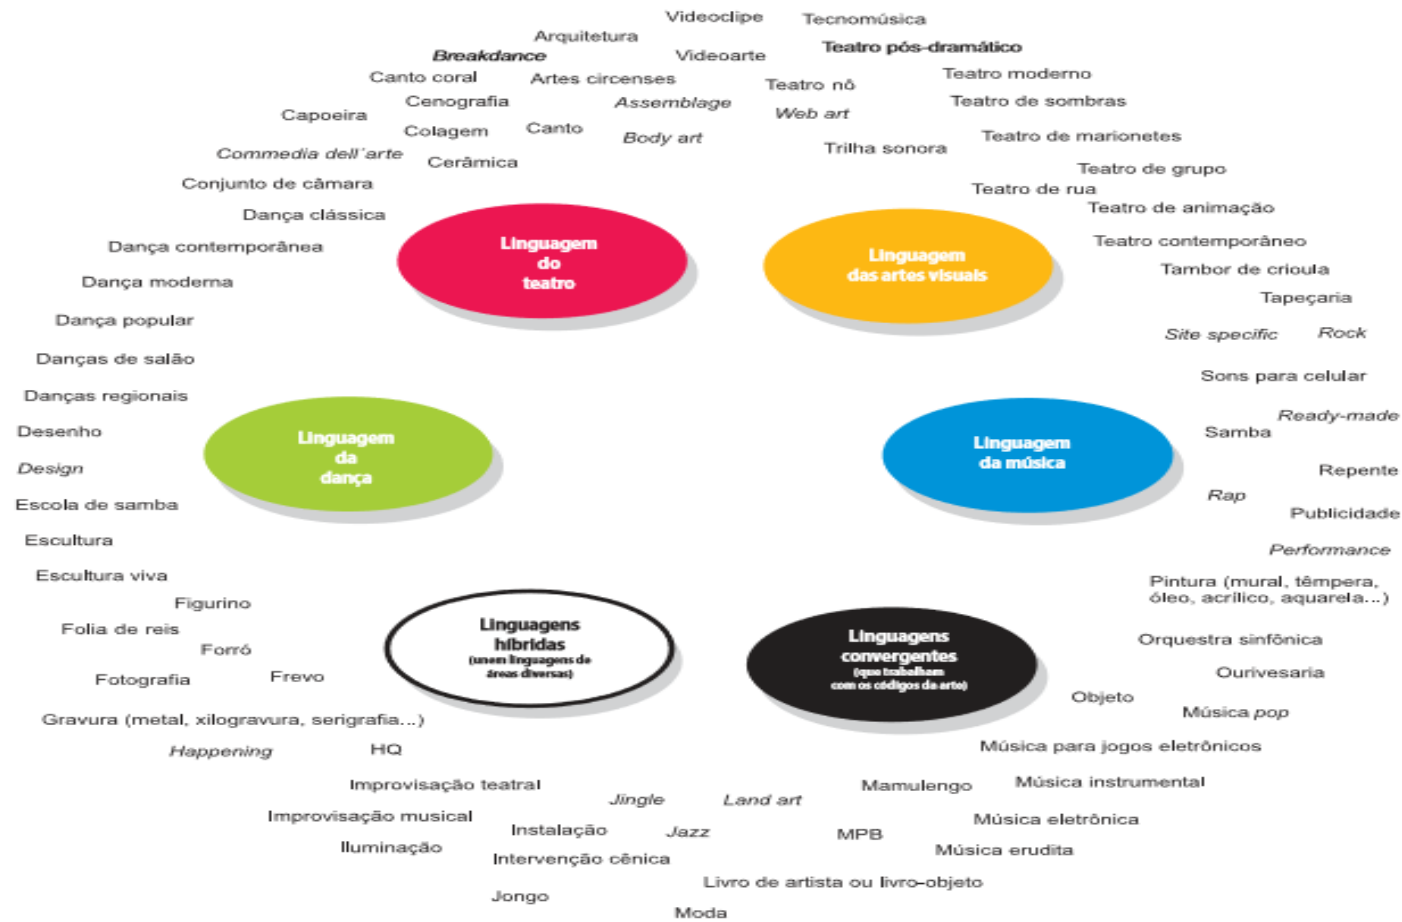 Videoclipe
Tecnomúsica
Arquitetura
Teatro pós-dramático
Breakdance
Videoarte
Canto coral
Artes circenses
Teatro nô
Teatro moderno
Cenografia
Assemblage
Teatro de sombras
Capoeira
Web art
Colagem
Canto
Body art
Teatro de marionetes
Commedia dell'arte
Cerâmica
Trilha sonora
Conjunto de câmara
Teatro de grupo
Teatro de rua
Dança clássica
Teatro de animação
Dança contemporânea
Linguagem
do
teatro
Linguagem
das artes visuais
Teatro contemporâneo
Tambor de crioula
Dança moderna
Tapeçaria
Dança popular
Site specific
Rock
Danças de salão
Sons para celular
Danças regionais
Ready-made
Desenho
Linguagem
da
dança
Linguagem
da música
Samba
Design
Repente
Rap
Escola de samba
Publicidade
Escultura
Performance
Escultura viva
Pintura (mural, têmpera,
óleo, acrílico, aquarela...)
Figurino
Folia de reis
Linguagens
híbridas
(unem linguagens de
áreas diversas)
Linguagens
convergentes
(que trabalham
com os códigos da arte)
Orquestra sinfônica
Forró
Ourivesaria
Fotografia
Frevo
Objeto
Música pop
Gravura (metal, xilogravura, serigrafia...)
Happening
HQ
Música para jogos eletrônicos
Improvisação teatral
Mamulengo
Música instrumental
Jingle
Land art
Improvisação musical
Instalação
Jazz
MPB
Música eletrônica
Iluminação
Intervenção cênica
Música erudita
Jongo
Livro de artista ou livro-objeto
Moda